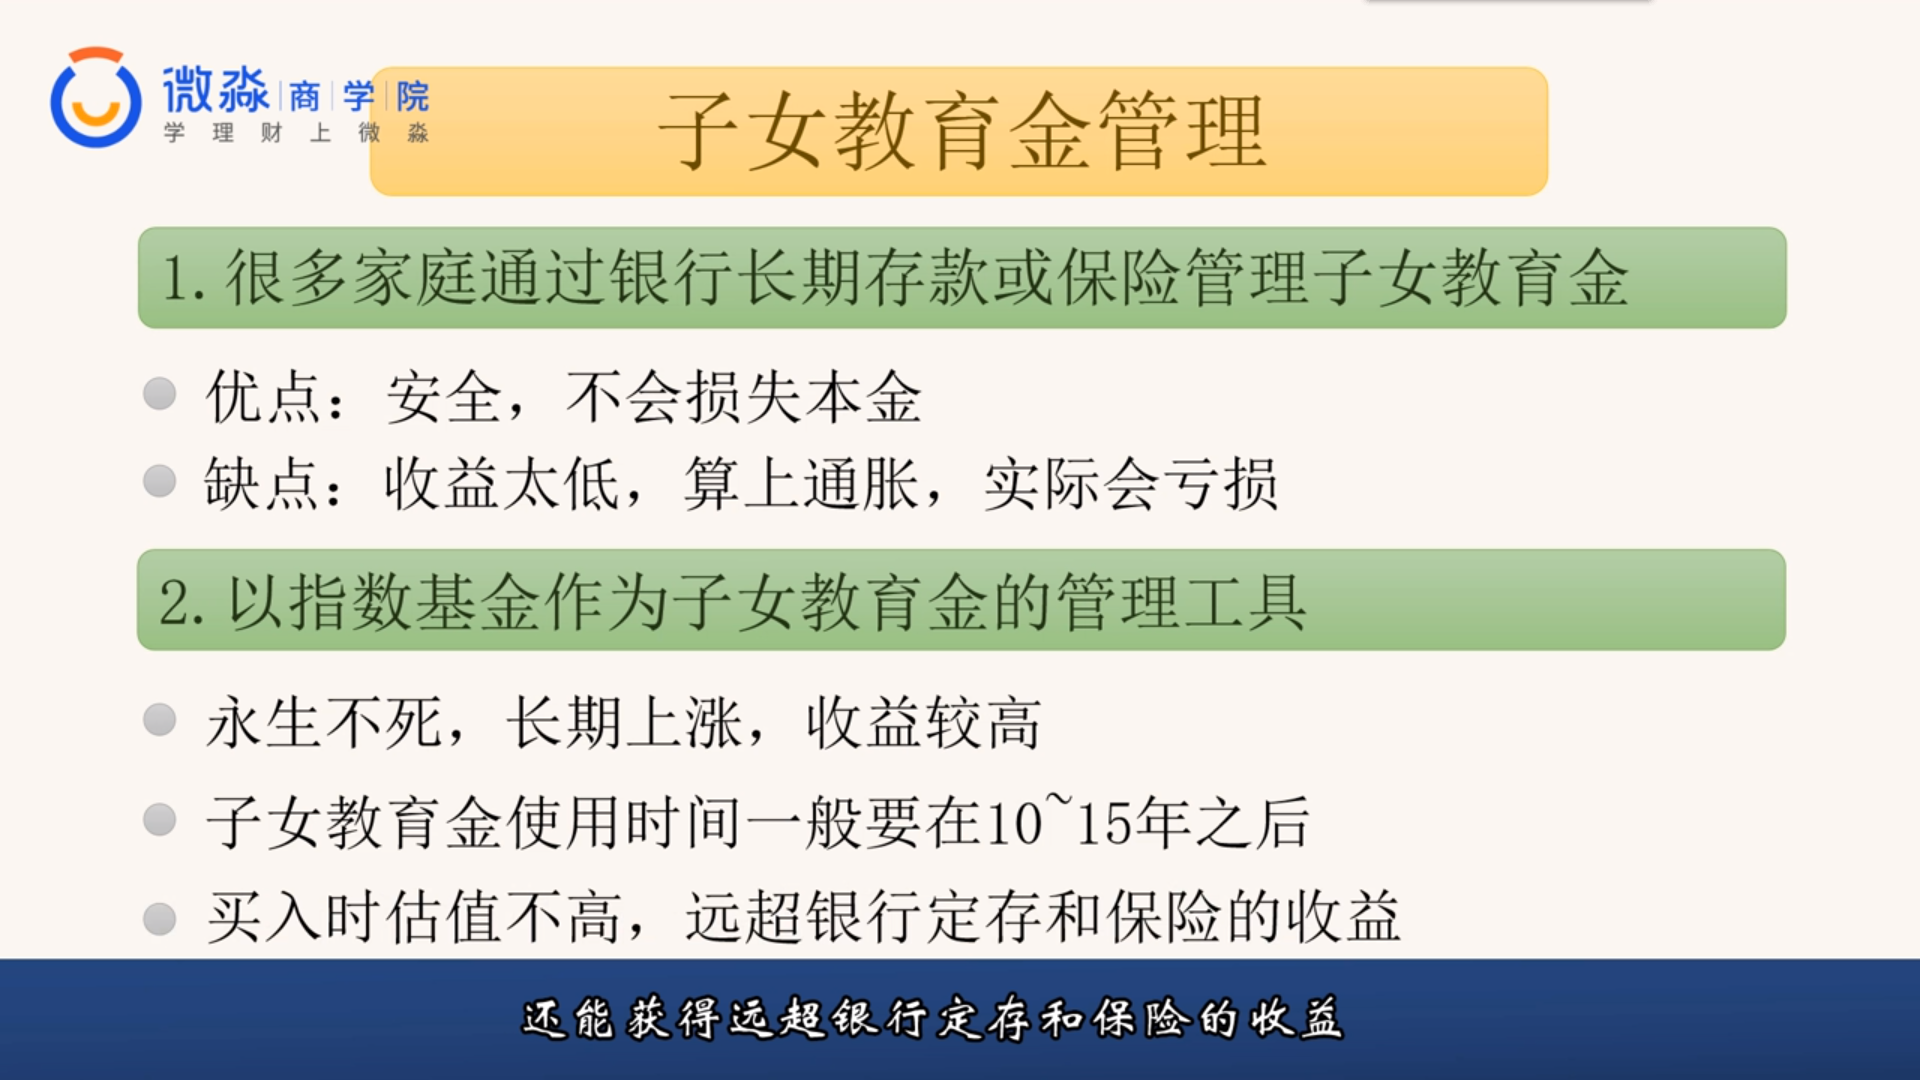 微淼商学院
学理财上微淼
子女教育金管理
1.很多家庭通过银行长期存款或保险管理子女教育金
优点：安全，不会损失本金
缺点：收益太低，算上通胀，实际会亏损
2.以指数基金作为子女教育金的管理工具
永生不死，长期上涨，收益较高
子女教育金使用时间一般要在10~15年之后
买入时估值不高，远超银行定存和保险的收益
还能获得远超银行定存和保险的收益